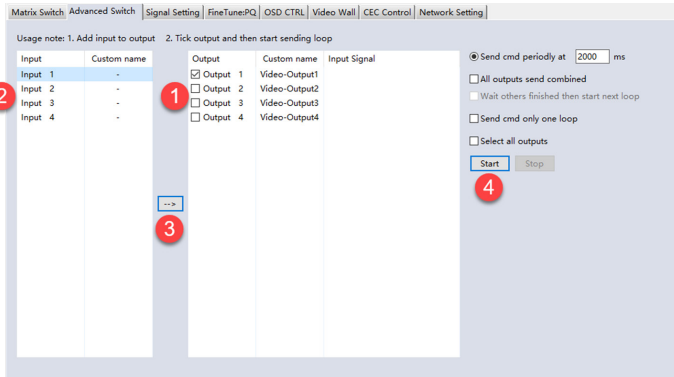 Matrix Switch Advanced Switch Signal Setting FineTune:PQ OSD CTRL Video Wall CEC Control Network Setting
Usage note: 1. Add input to output 2. Tick output and then start sending loop
Input Custom name
Input 1 -
Input 2 -
Input 3 -
Input 4 -
2
Output Custom name Input Signal
Output 1 Video-Output1
Output 2 Video-Output2
Output 3 Video-Output3
Output 4 Video-Output4
1
-->
3
Send cmd periodly at 2000 ms
All outputs send combined
Wait others finished then start next loop
Send cmd only one loop
Select all outputs
Start Stop
4